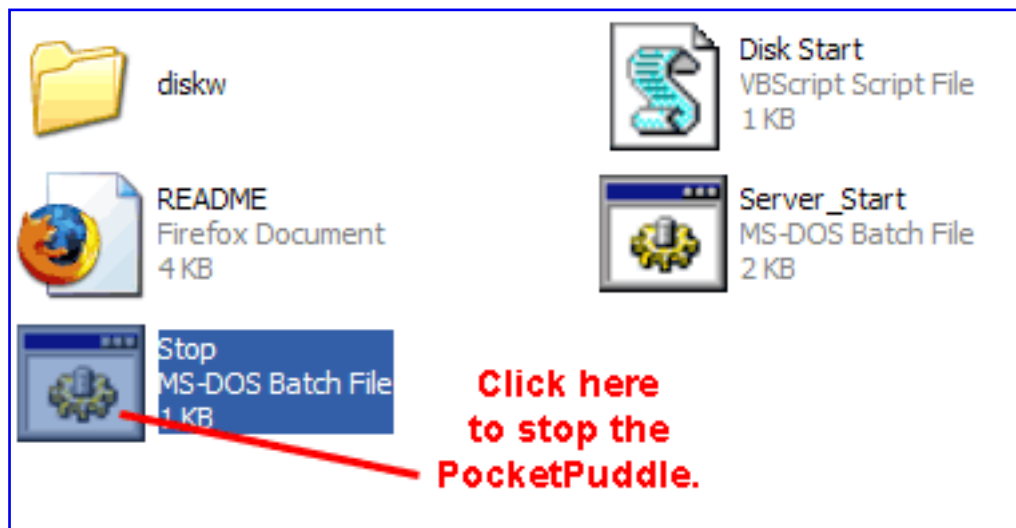 diskw
Disk Start
VBScript Script File
1 KB
README
Firefox Document
4 KB
Server_Start
MS-DOS Batch File
2 KB
Stop
MS-DOS Batch File
1 KB
Click here
to stop the
PocketPuddle.